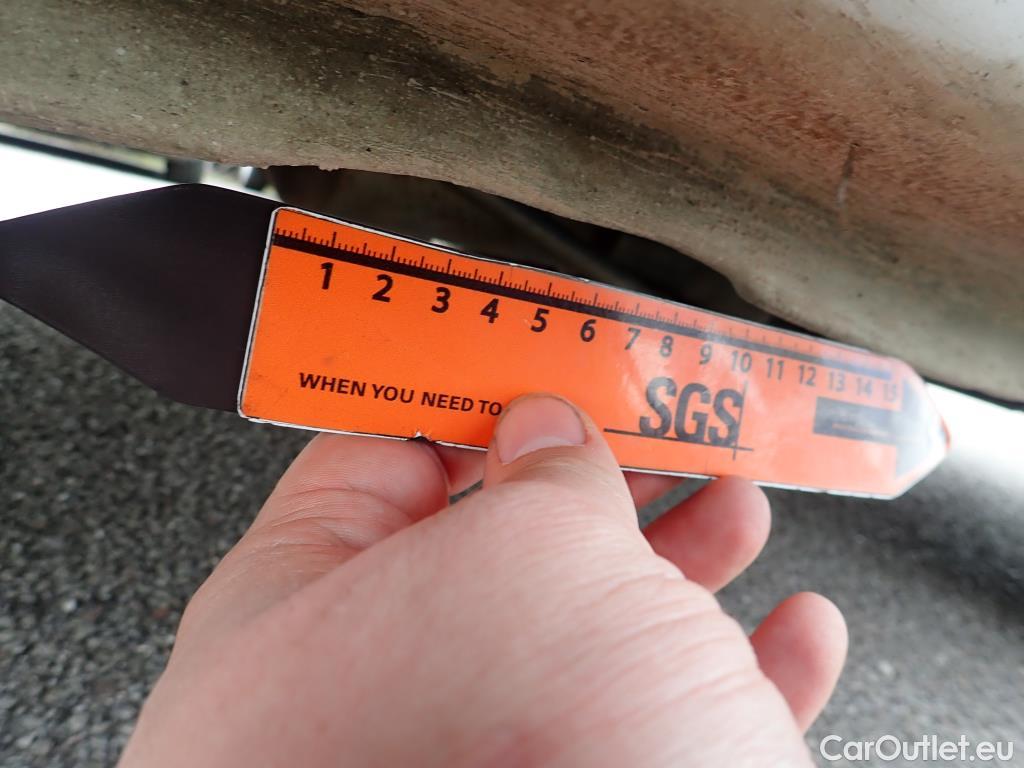 1 2 3 4 5 6 7 8 9 10 11 12 13 14 15
WHEN YOU NEED TO
SGS
CarOutlet.eu